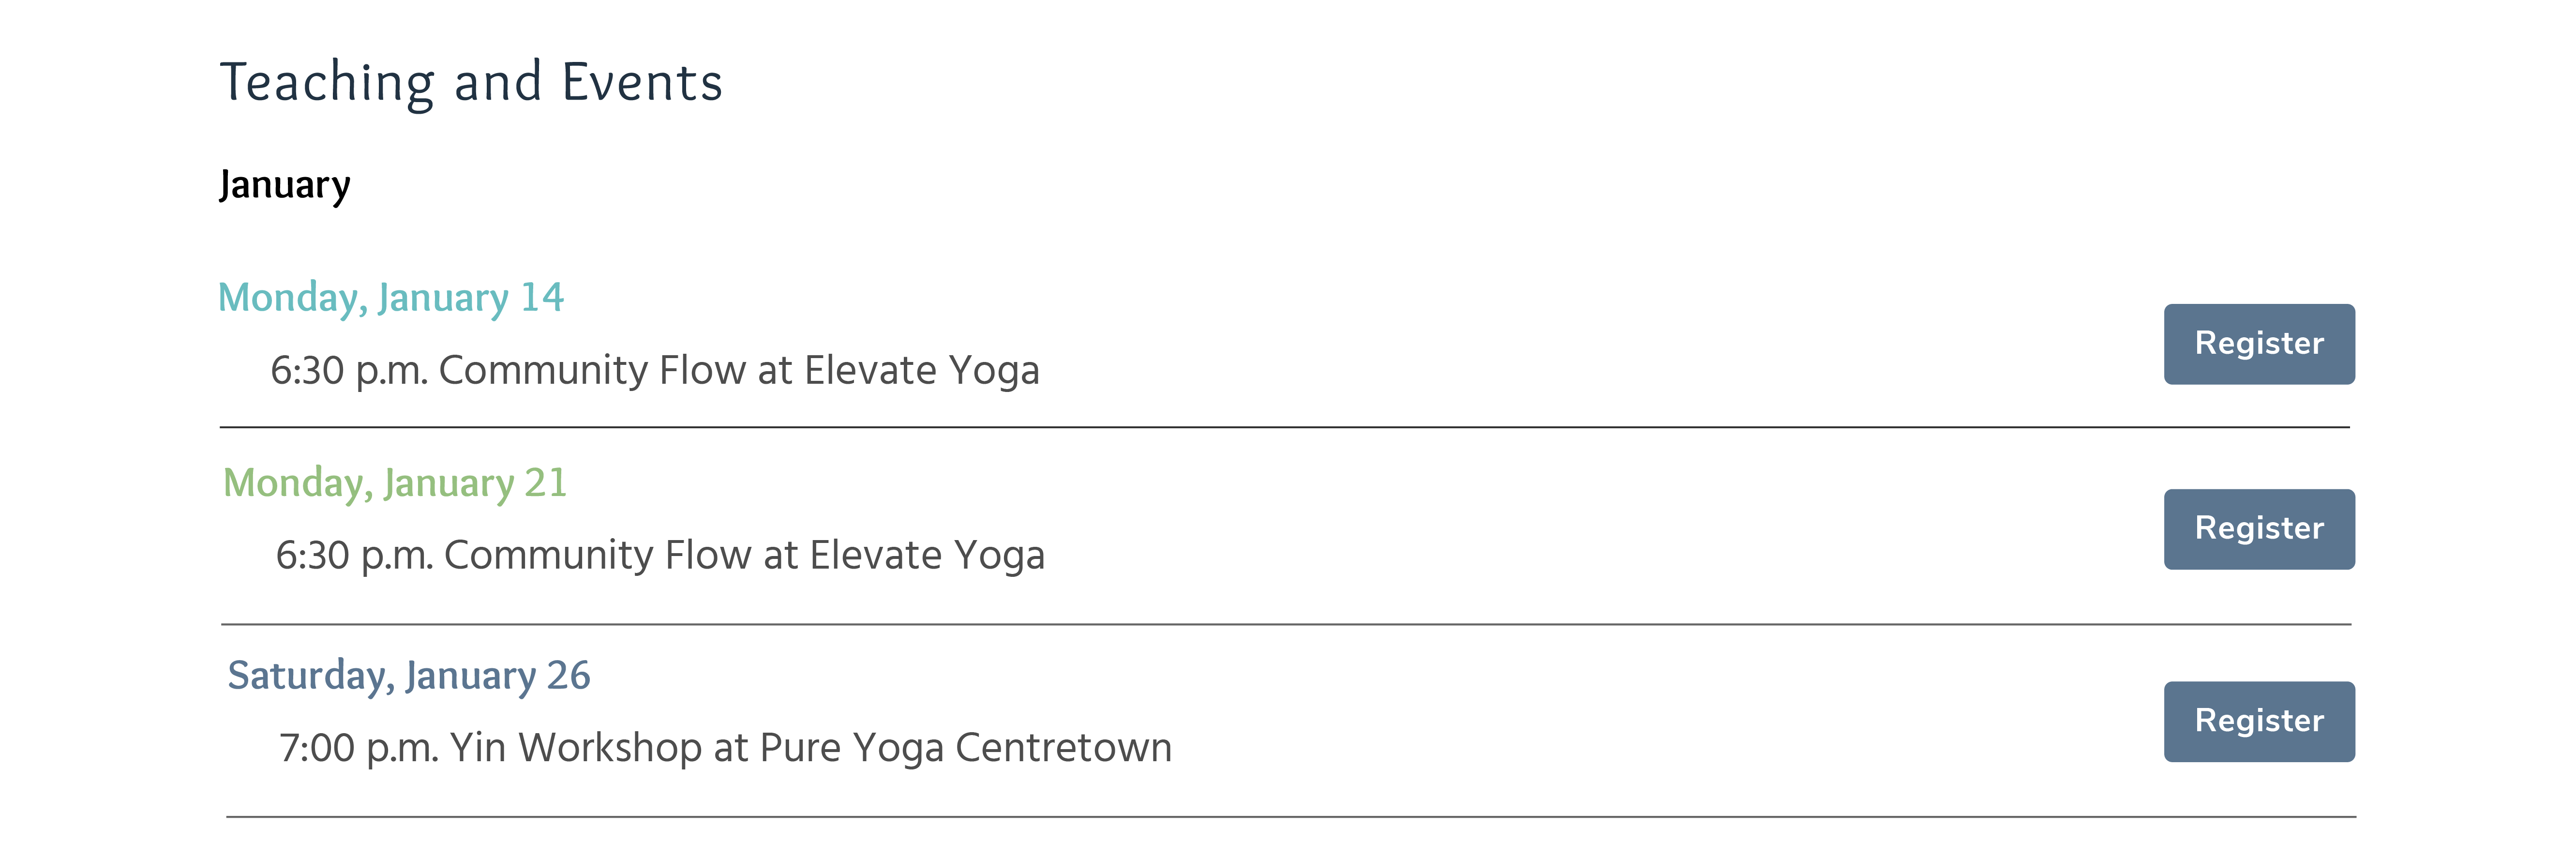 Teaching and Events
January
Monday, January 14
6:30 p.m. Community Flow at Elevate Yoga
Register
Monday, January 21
6:30 p.m. Community Flow at Elevate Yoga
Register
Saturday, January 26
7:00 p.m. Yin Workshop at Pure Yoga Centretown
Register